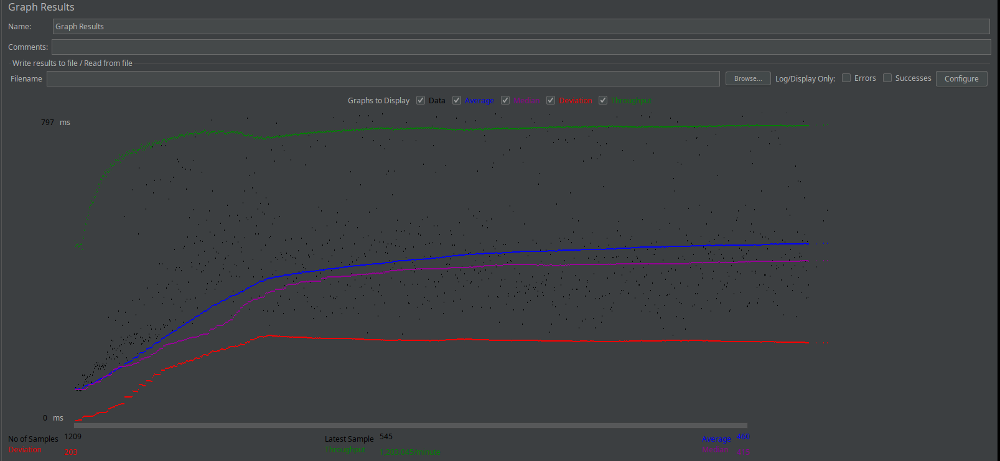 Graph Results
Name: Graph Results
Comments:
Write results to file / Read from file
Filename Browse... Log/Display Only: Errors Successes Configure
Graphs to Display Data Average Median Deviation Throughput
797 ms
0 ms
No of Samples 1209 Latest Sample 545 Average 460
Deviation 203 Throughput 1,203.045/minute Median